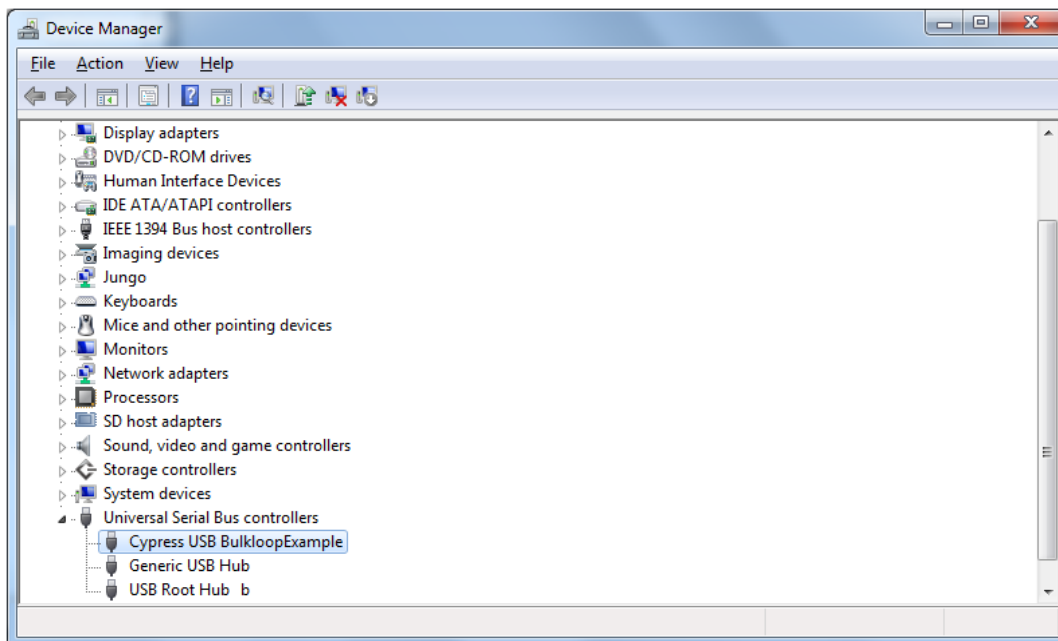 Device Manager
File Action View Help
Display adapters
DVD/CD-ROM drives
Human Interface Devices
IDE ATA/ATAPI controllers
IEEE 1394 Bus host controllers
Imaging devices
Jungo
Keyboards
Mice and other pointing devices
Monitors
Network adapters
Processors
SD host adapters
Sound, video and game controllers
Storage controllers
System devices
Universal Serial Bus controllers
Cypress USB BulkloopExample
Generic USB Hub
USB Root Hub b